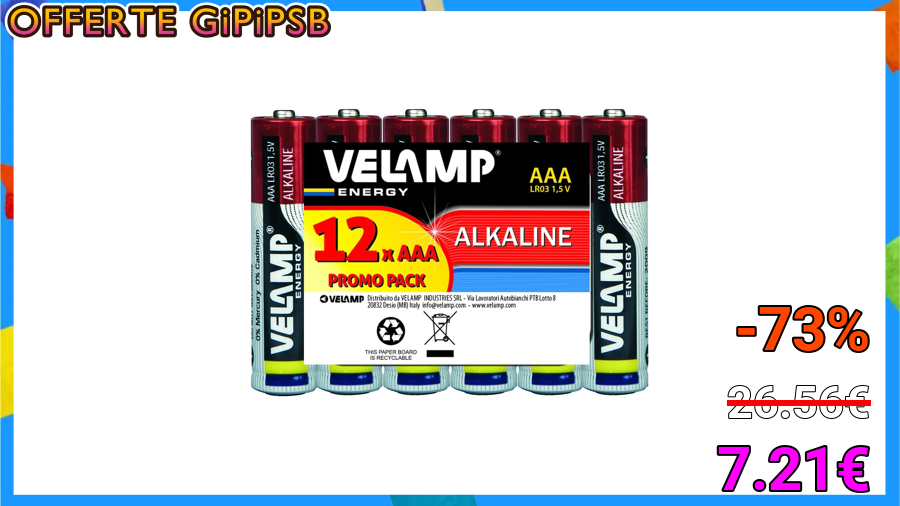 OFFERTE GiPiPSB
VELAMP®
ENERGY
AAA
LR03 1,5 V
12 x AAA
PROMO PACK
ALKALINE
VELAMP Distribuito da VELAMP INDUSTRIES SRL – Via Lavoratori Autobianchi PTB Lotto 8
20832 Desio (MB) Italy info@velamp.com - www.velamp.com
THIS PAPER BOARD
IS RECYCLABLE
AAA LR03 1,5V
ALKALINE
VELAMP®
ENERGY
0% Mercury 0% Cadmium
AAA LR03 1,5V
ALKALINE
VELAMP®
ENERGY
-73%
26.56€
7.21€